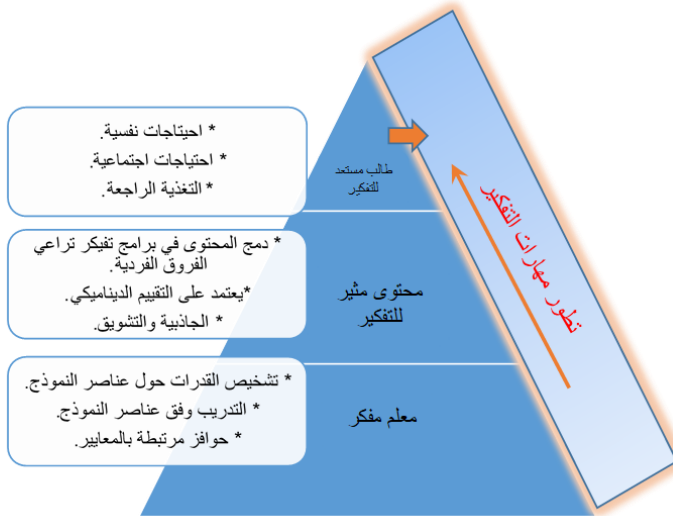 * احيتاجات نفسية.
* احتياجات اجتماعية.
* التغذية الراجعة.
طالب مستعد
للتفكير
* دمج المحتوى في برامج تفيكر تراعي
الفروق الفردية.
*يعتمد على التقييم الديناميكي.
* الجاذبية والتشويق.
محتوى مثير
للتفكير
* تشخيص القدرات حول عناصر النموذج.
* التدريب وفق عناصر النموذج.
* حوافز مرتبطة بالمعايير.
معلم مفكر
تطور مهارات التفكير